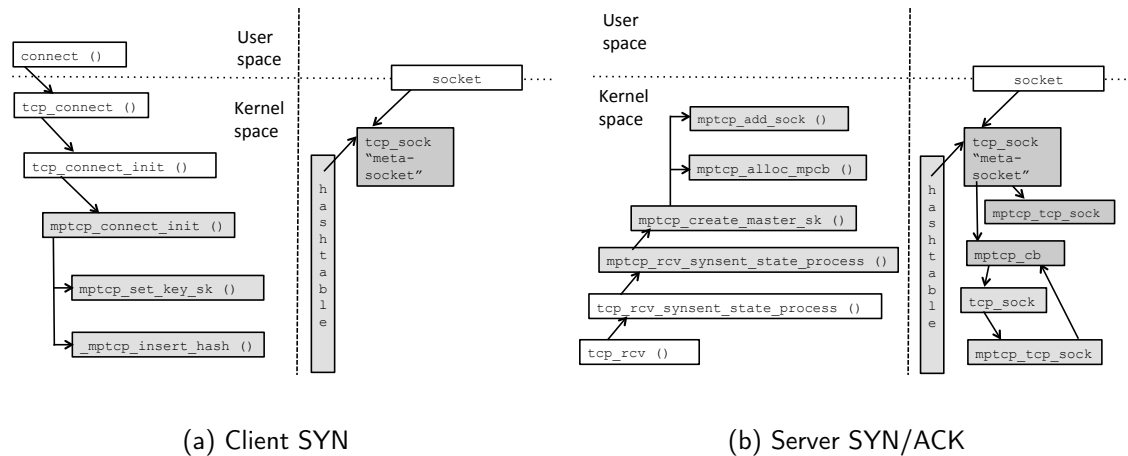 User
space
connect ()
Kernel
space
tcp_connect ()
tcp_connect_init ()
mptcp_connect_init ()
mptcp_set_key_sk ()
_mptcp_insert_hash ()
socket
tcp_sock
“meta-
socket”
h
a
s
h
t
a
b
l
e
(a) Client SYN
User
space
Kernel
space
mptcp_add_sock ()
mptcp_alloc_mpcb()
mptcp_create_master_sk ()
mptcp_rcv_synsent_state_process ()
tcp_rcv_synsent_state_process ()
tcp_rcv ()
socket
tcp_sock
“meta-
socket”
h
a
s
h
t
a
b
l
e
mptcp_tcp_sock
mptcp_cb
tcp_sock
mptcp_tcp_sock
(b) Server SYN/ACK